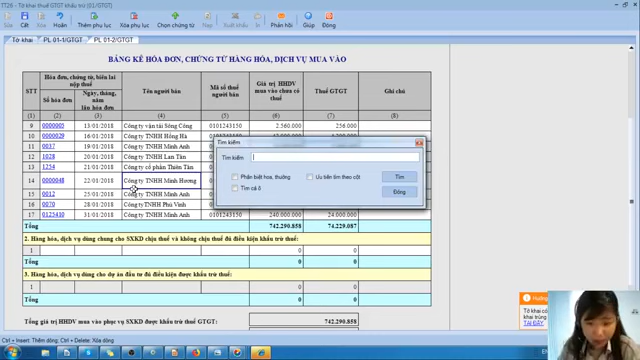 TT26 - Tờ khai thuế GTGT khấu trừ (01/GTGT)
Sửa Cất Hoãn Thêm phụ lục Xóa phụ lục Chọn Thêm từ Phản hồi Giúp Đóng
Tờ khai PL 01-1/GTGT PL 01-2/GTGT
BẢNG KÊ HÓA ĐƠN, CHỨNG TỪ HÀNG HÓA, DỊCH VỤ MUA VÀO
STT Hóa đơn, chứng từ, biên lai nộp thuế Tên người bán Mã số thuế người bán Giá trị HHDV mua vào chưa có thuế Thuế GTGT Ghi chú
Số hóa đơn Ngày, tháng, năm lân hóa đơn
(1) (2) (3) (4) (5) (6) (7) (8)
9 0000005 13/01/2018 Công ty vận tải Sông Công 0101243150 2.560.000 256.000
10 0000029 16/01/2018 Công ty TNHH Hồng Hà 0101243150
11 0037 19/01/2018 Công ty TNHH Minh Anh
12 1028 20/01/2018 Công ty TNHH Lan Tân
13 1254 21/01/2018 Công ty cổ phần Thiên Tân
14 0000048 22/01/2018 Công ty TNHH Minh Hương
15 0012 25/01/2018 Công ty TNHH Minh Anh
16 0070 28/01/2018 Công ty TNHH Phú Vinh
17 0125410 31/01/2018 Công ty TNHH Minh Anh 0101243150 240.000.000 24.000.000
Tổng 742.290.858 74.229.087
Tìm kiếm
Tìm kiếm
Phân biệt hoa, thường Ưu tiên tìm theo cột Tìm
Tìm cả ô Đóng
2. Hàng hóa, dịch vụ dùng chung cho SXKD chịu thuế và không chịu thuế đủ điều kiện khấu trừ thuế:
1 0 0
Tổng 0 0
3. Hàng hóa, dịch vụ dùng cho dự án đầu tư đủ điều kiện được khấu trừ thuế:
1 0 0
Tổng 0 0
Tổng giá trị HHDV mua vào phục vụ SXKD được khấu trừ thuế GTGT: 742.290.858
Hướng
Tờ khai có
khai trùng
TẠI ĐÂY
Ctrl + Insert: Thêm dòng, Ctrl + Delete: Xóa dòng